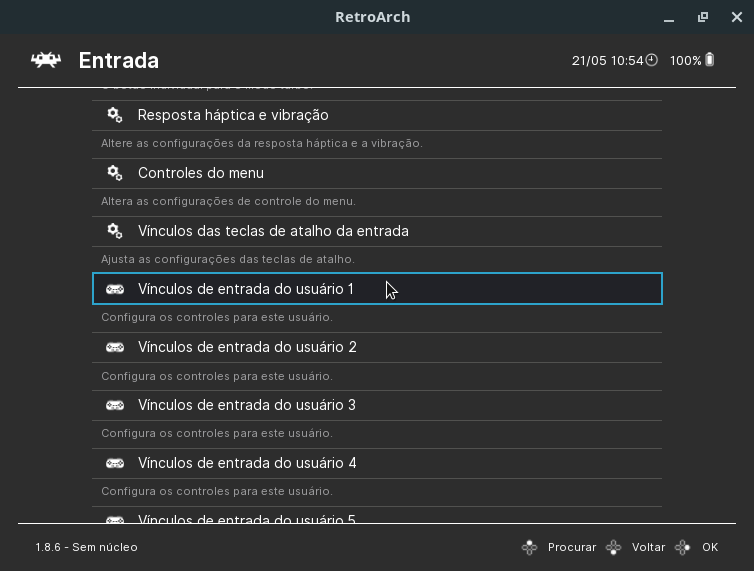 RetroArch
Entrada
21/05 10:54
100%
Resposta háptica e vibração
Altere as configurações da resposta háptica e a vibração.
Controles do menu
Altera as configurações de controle do menu.
Vínculos das teclas de atalho da entrada
Ajusta as configurações das teclas de atalho.
Vínculos de entrada do usuário 1
Configura os controles para este usuário.
Vínculos de entrada do usuário 2
Configura os controles para este usuário.
Vínculos de entrada do usuário 3
Configura os controles para este usuário.
Vínculos de entrada do usuário 4
Configura os controles para este usuário.
Vínculos de entrada do usuário 5
1.8.6 - Sem núcleo
Procurar
Voltar
OK